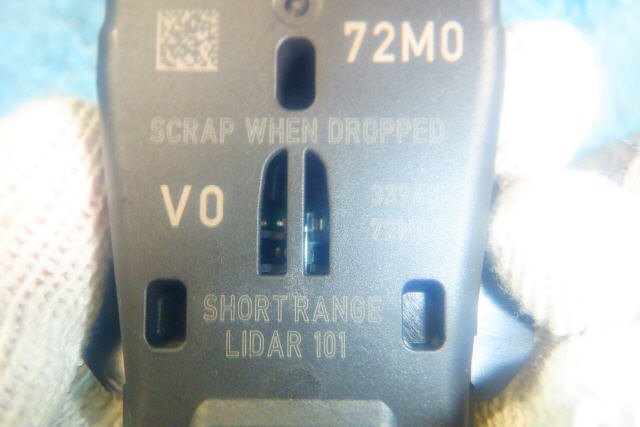 72M0
SCRAP WHEN DROPPED
V0
SHORT RANGE
LIDAR 101